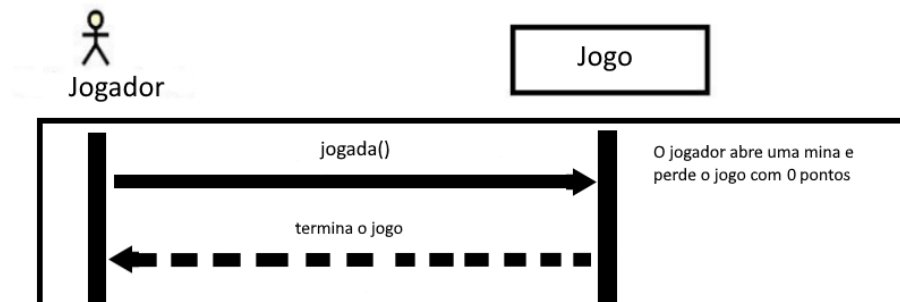 Jogador
Jogo
jogada()
O jogador abre uma mina e
perde o jogo com 0 pontos
termina o jogo